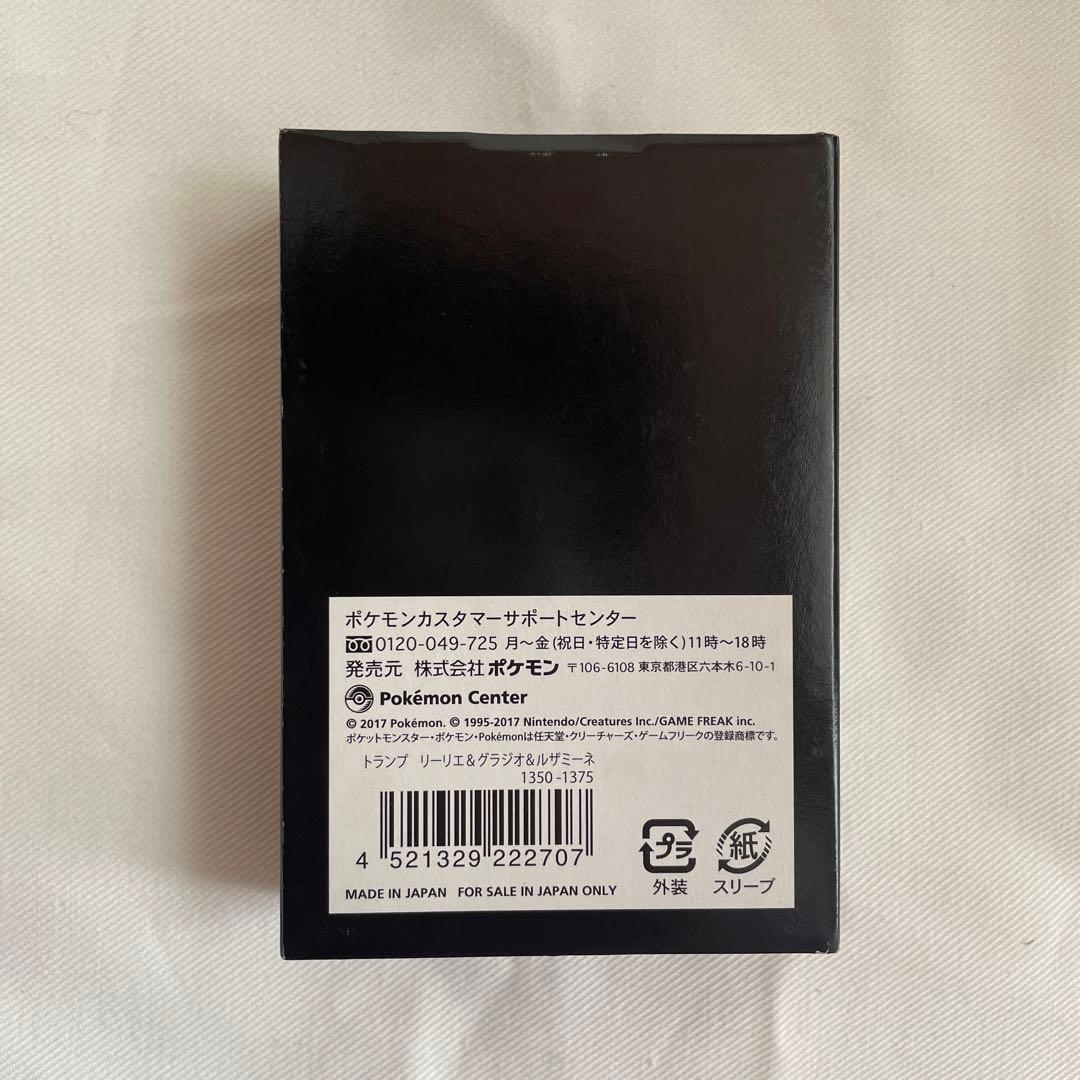 ポケモンカスタマーサポートセンター
0120-049-725 月〜金(祝日・特定日を除く)11時〜18時
発売元 株式会社ポケモン 〒106-6108 東京都港区六本木6-10-1
Pokémon Center
© 2017 Pokémon. © 1995-2017 Nintendo/Creatures Inc./GAME FREAK inc.
ポケットモンスター・ポケモン・Pokémonは任天堂・クリーチャーズ・ゲームフリークの登録商標です。
トランプ リーリエ&グラジオ&ルザミーネ
1350-1375
4 521329 222707
プラ
外装
紙
スリーブ
MADE IN JAPAN FOR SALE IN JAPAN ONLY